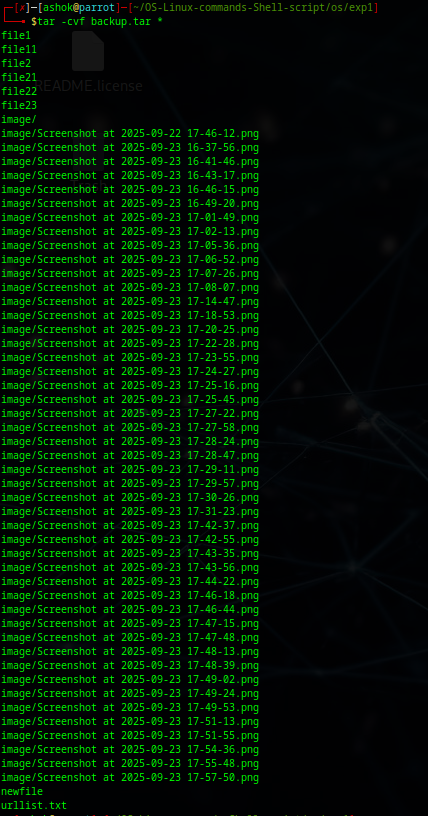 ┌─[✗]─[ashok@parrot]─[~/OS-Linux-commands-Shell-script/os/exp1]
└──╼ $tar -cvf backup.tar *
file1
file11
file2
file21
file22
file23
README.license
image/
image/Screenshot at 2025-09-22 17-46-12.png
image/Screenshot at 2025-09-23 16-37-56.png
image/Screenshot at 2025-09-23 16-41-46.png
image/Screenshot at 2025-09-23 16-43-17.png
image/Screenshot at 2025-09-23 16-46-15.png
image/Screenshot at 2025-09-23 16-49-20.png
image/Screenshot at 2025-09-23 17-01-49.png
image/Screenshot at 2025-09-23 17-02-13.png
image/Screenshot at 2025-09-23 17-05-36.png
image/Screenshot at 2025-09-23 17-06-52.png
image/Screenshot at 2025-09-23 17-07-26.png
image/Screenshot at 2025-09-23 17-08-07.png
image/Screenshot at 2025-09-23 17-14-47.png
image/Screenshot at 2025-09-23 17-18-53.png
image/Screenshot at 2025-09-23 17-20-25.png
image/Screenshot at 2025-09-23 17-22-28.png
image/Screenshot at 2025-09-23 17-23-55.png
image/Screenshot at 2025-09-23 17-24-27.png
image/Screenshot at 2025-09-23 17-25-16.png
image/Screenshot at 2025-09-23 17-25-45.png
image/Screenshot at 2025-09-23 17-27-22.png
image/Screenshot at 2025-09-23 17-27-58.png
image/Screenshot at 2025-09-23 17-28-24.png
image/Screenshot at 2025-09-23 17-28-47.png
image/Screenshot at 2025-09-23 17-29-11.png
image/Screenshot at 2025-09-23 17-29-57.png
image/Screenshot at 2025-09-23 17-30-26.png
image/Screenshot at 2025-09-23 17-31-23.png
image/Screenshot at 2025-09-23 17-42-37.png
image/Screenshot at 2025-09-23 17-42-55.png
image/Screenshot at 2025-09-23 17-43-35.png
image/Screenshot at 2025-09-23 17-43-56.png
image/Screenshot at 2025-09-23 17-44-22.png
image/Screenshot at 2025-09-23 17-46-18.png
image/Screenshot at 2025-09-23 17-46-44.png
image/Screenshot at 2025-09-23 17-47-15.png
image/Screenshot at 2025-09-23 17-47-48.png
image/Screenshot at 2025-09-23 17-48-13.png
image/Screenshot at 2025-09-23 17-48-39.png
image/Screenshot at 2025-09-23 17-49-02.png
image/Screenshot at 2025-09-23 17-49-24.png
image/Screenshot at 2025-09-23 17-49-53.png
image/Screenshot at 2025-09-23 17-51-13.png
image/Screenshot at 2025-09-23 17-51-55.png
image/Screenshot at 2025-09-23 17-54-36.png
image/Screenshot at 2025-09-23 17-55-48.png
image/Screenshot at 2025-09-23 17-57-50.png
newfile
urllist.txt